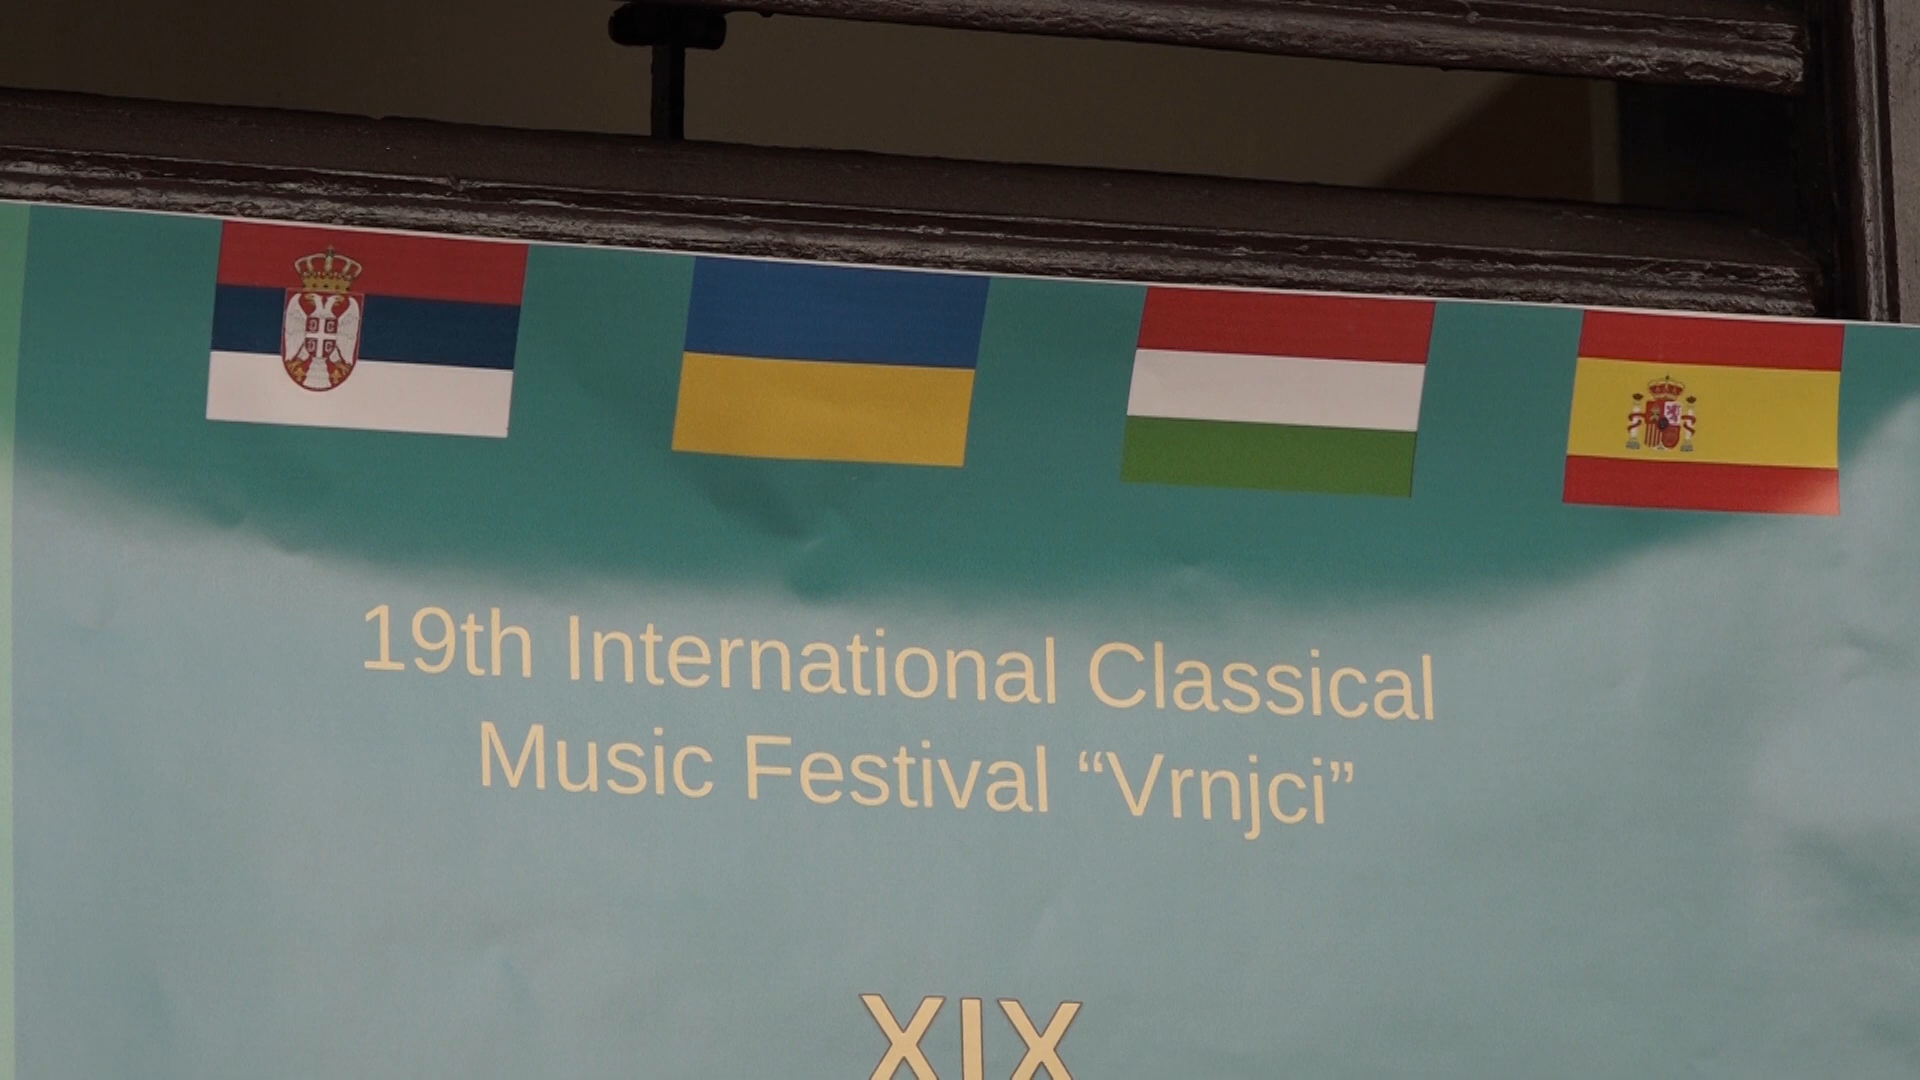 19th International Classical
Music Festival “Vrnjci”
XIX